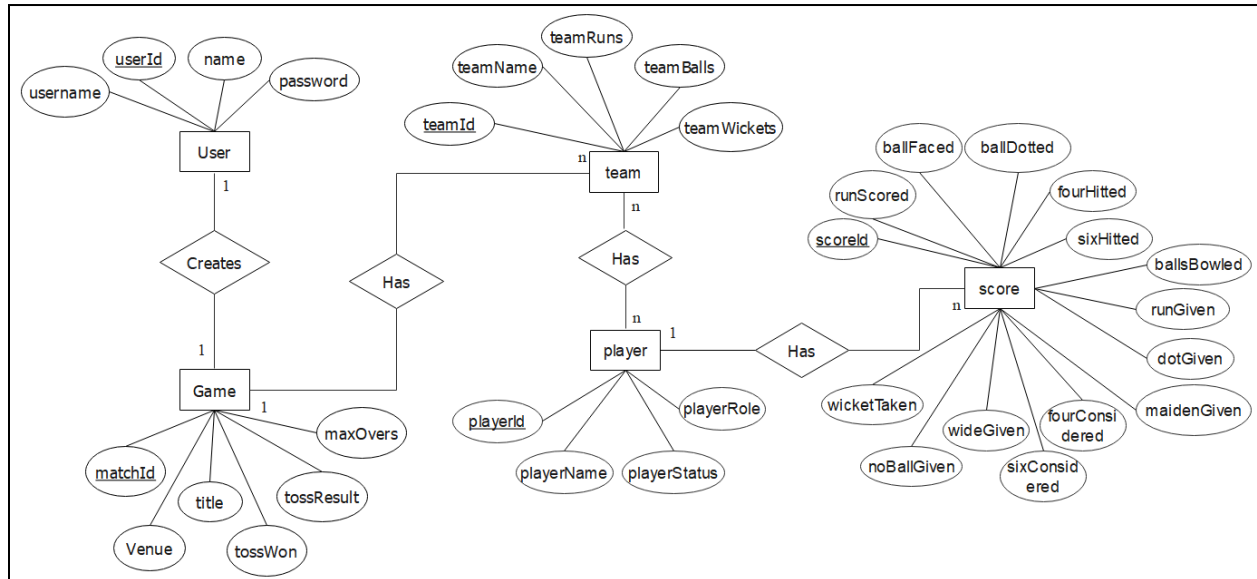 teamRuns
userId
name
teamName
teamBalls
username
password
teamId
teamWickets
User
n
team
ballFaced
ballDotted
1
n
runScored
fourHitted
scoreId
sixHitted
Creates
Has
Has
ballsBowled
score
n
runGiven
n
1
1
player
Has
dotGiven
Game
1
playerId
playerRole
wicketTaken
wideGiven
fourConsi
dered
maidenGiven
maxOvers
matchId
playerName
playerStatus
noBallGiven
sixConsid
ered
title
tossResult
Venue
tossWon